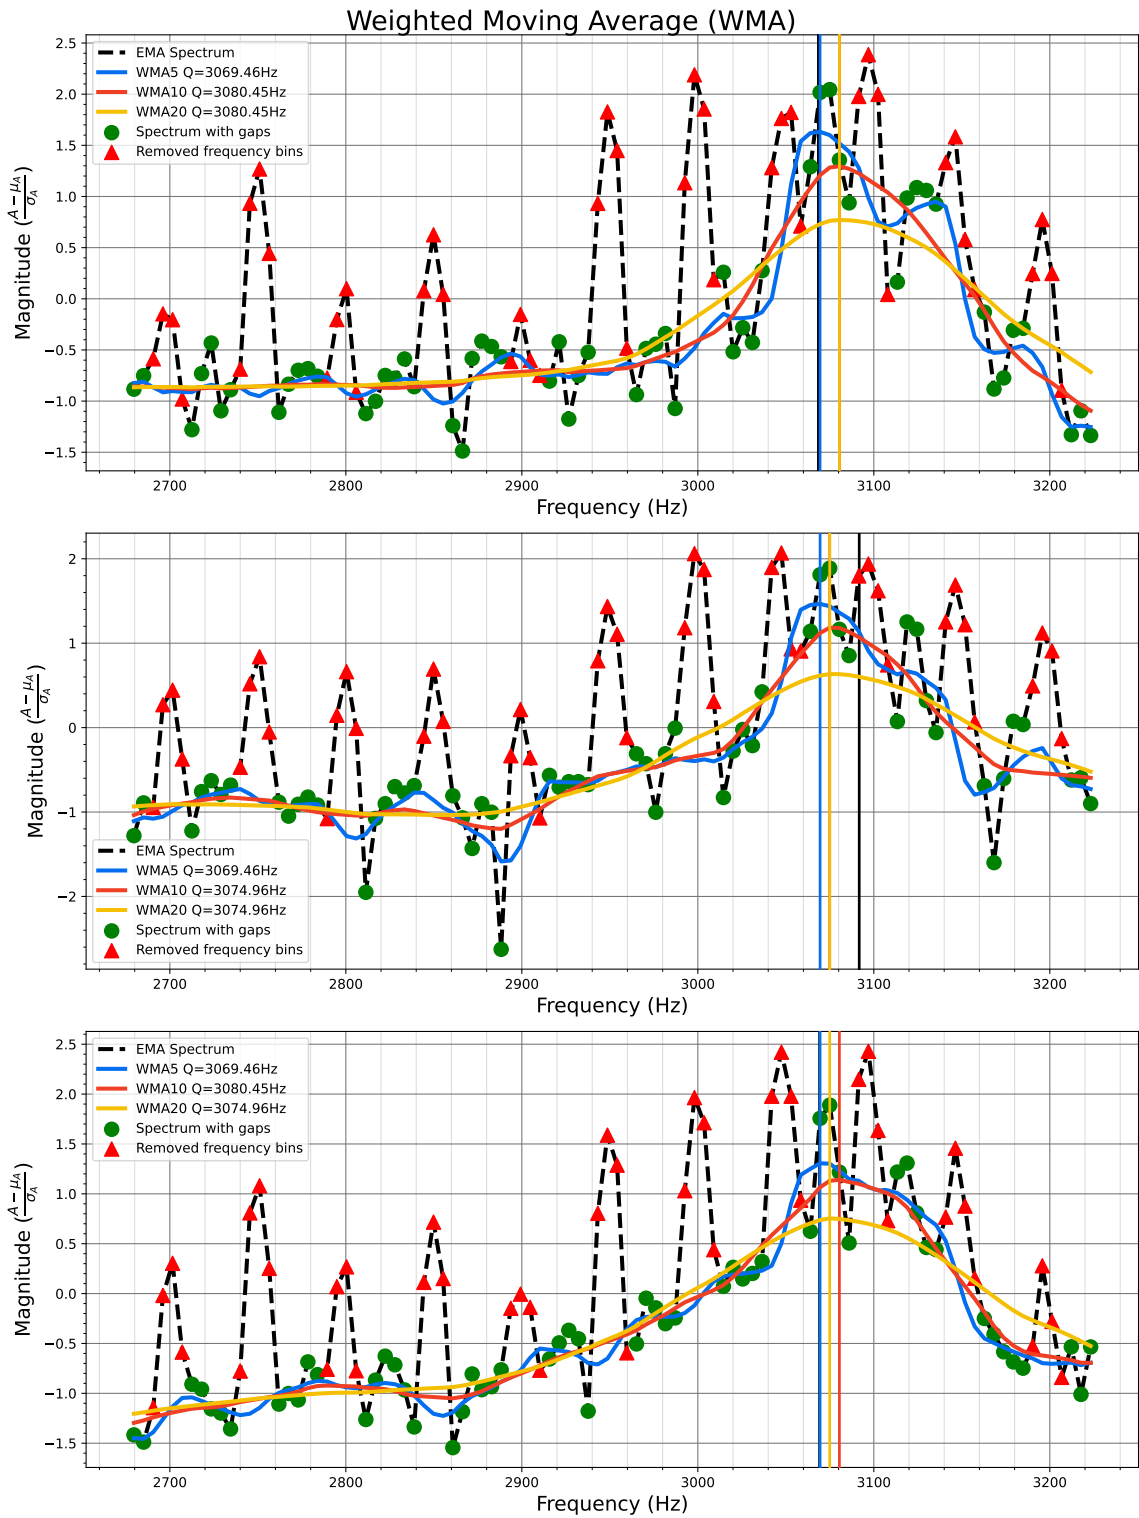 Weighted Moving Average (WMA)
2.5
2.0
1.5
1.0
0.5
0.0
−0.5
−1.0
−1.5
Magnitude (A − μA / σA)
EMA Spectrum
WMA5 Q=3069.46Hz
WMA10 Q=3080.45Hz
WMA20 Q=3080.45Hz
Spectrum with gaps
Removed frequency bins
2700 2800 2900 3000 3100 3200
Frequency (Hz)
2
1
0
−1
−2
Magnitude (A − μA / σA)
EMA Spectrum
WMA5 Q=3069.46Hz
WMA10 Q=3074.96Hz
WMA20 Q=3074.96Hz
Spectrum with gaps
Removed frequency bins
2700 2800 2900 3000 3100 3200
Frequency (Hz)
2.5
2.0
1.5
1.0
0.5
0.0
−0.5
−1.0
−1.5
Magnitude (A − μA / σA)
EMA Spectrum
WMA5 Q=3069.46Hz
WMA10 Q=3080.45Hz
WMA20 Q=3074.96Hz
Spectrum with gaps
Removed frequency bins
2700 2800 2900 3000 3100 3200
Frequency (Hz)